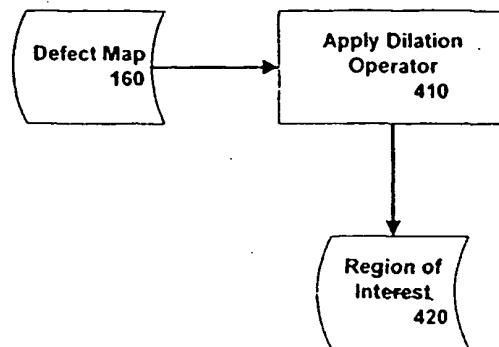 Defect Map
160
Apply Dilation
Operator
410
Region of
Interest
420